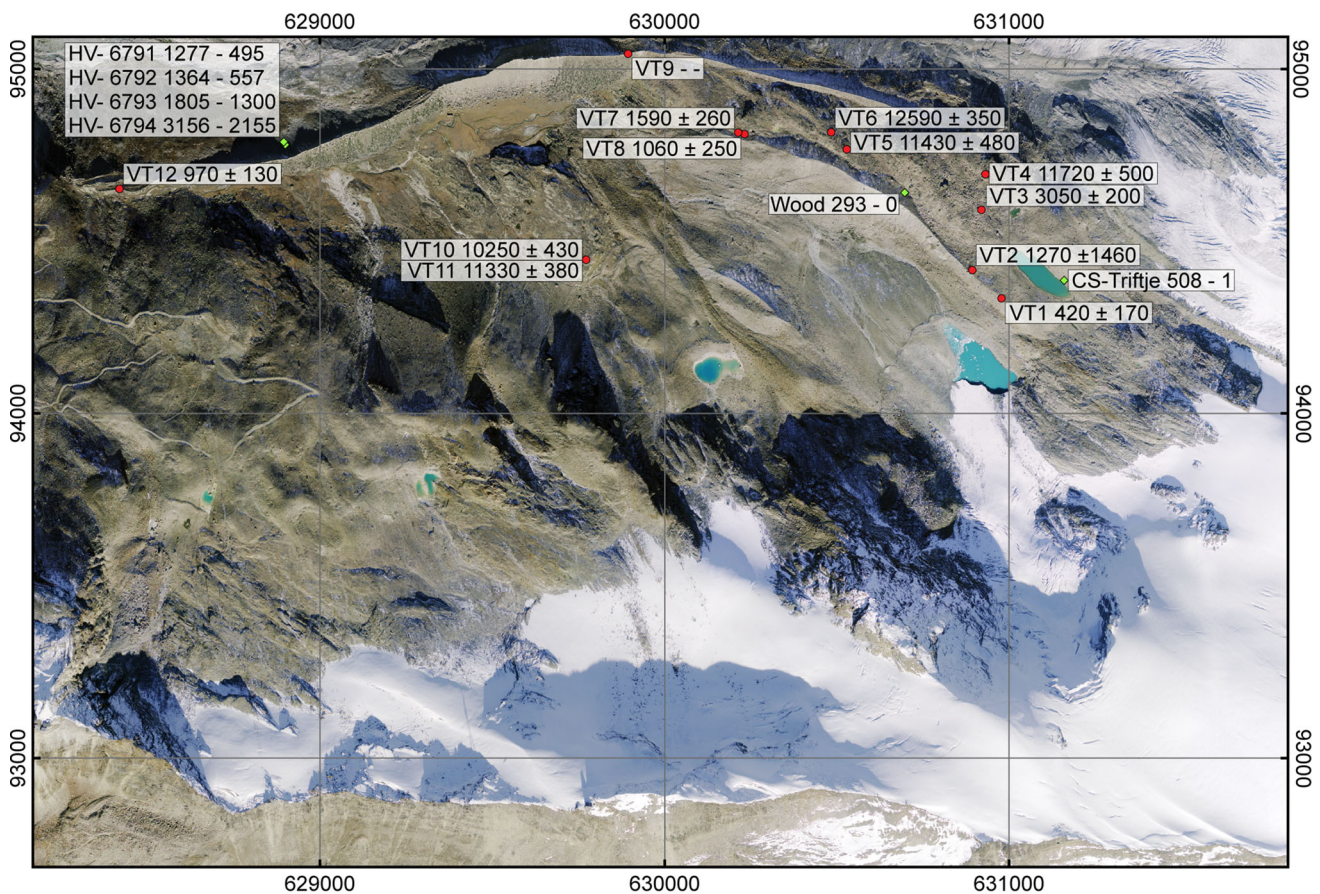 629000
630000
631000
95000
95000
HV- 6791 1277 - 495
HV- 6792 1364 - 557
HV- 6793 1805 - 1300
HV- 6794 3156 - 2155
VT9 - -
VT7 1590 ± 260
VT6 12590 ± 350
VT8 1060 ± 250
VT5 11430 ± 480
VT12 970 ± 130
VT4 11720 ± 500
VT3 3050 ± 200
Wood 293 - 0
VT10 10250 ± 430
VT11 11330 ± 380
VT2 1270 ±1460
CS-Triftje 508 - 1
VT1 420 ± 170
94000
94000
93000
93000
629000
630000
631000